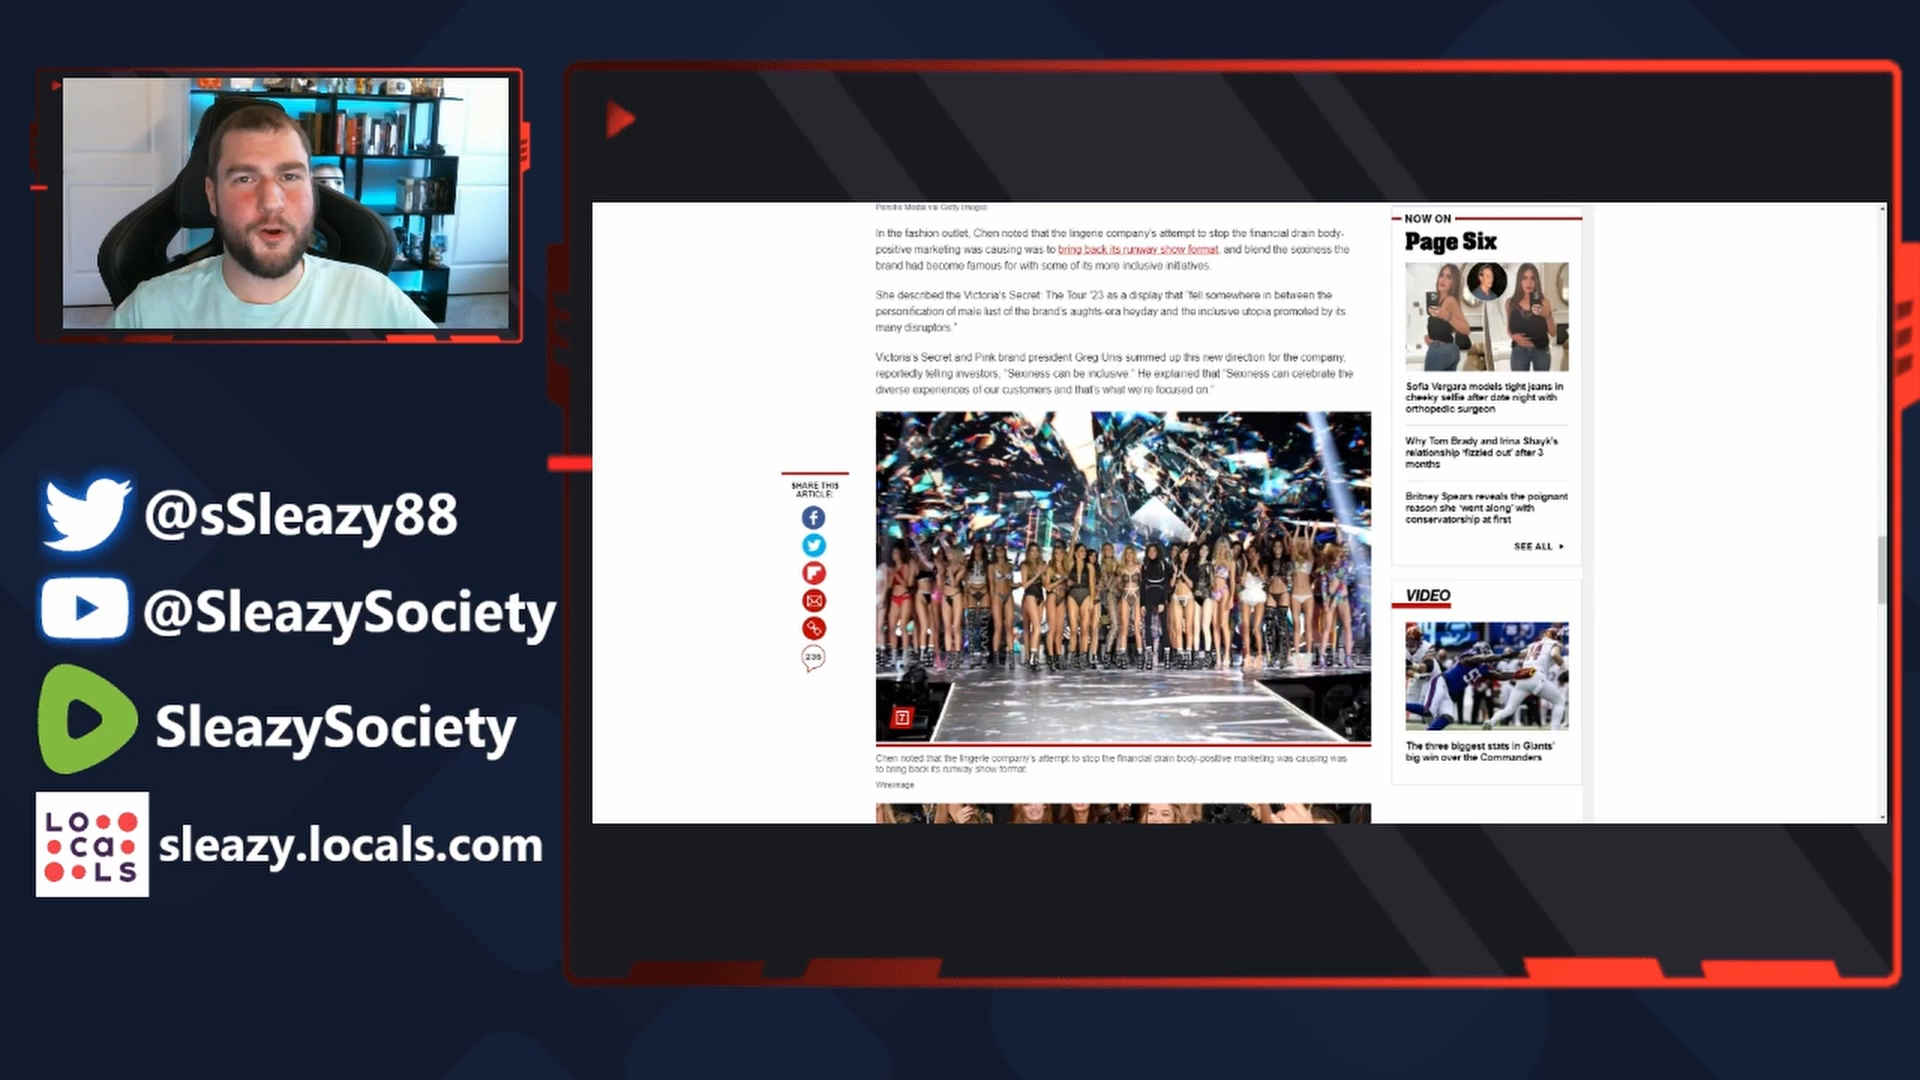 @sSleazy88
@SleazySociety
SleazySociety
LO
ca
LS
sleazy.locals.com
Media via Getty Images
In the fashion outlet, Chen noted that the lingerie company's attempt to stop the financial drain body-
positive marketing was causing was to bring back its runway show format, and blend the sexiness the
brand had become famous for with some of its more inclusive initiatives.
She described the Victoria's Secret: The Tour '23 as a display that "fell somewhere in between the
personification of male lust of the brand's aughts-era heyday and the inclusive utopia promoted by its
many disruptors."
Victoria's Secret and Pink brand president Greg Unis summed up this new direction for the company,
reportedly telling investors, "Sexiness can be inclusive." He explained that "Sexiness can celebrate the
diverse experiences of our customers and that's what we're focused on."
SHARE THIS
ARTICLE:
236
7
Chen noted that the lingerie company's attempt to stop the financial drain body-positive marketing was causing was
to bring back its runway show format.
WireImage
NOW ON
Page Six
Sofia Vergara models tight jeans in
cheeky selfie after date night with
orthopedic surgeon
Why Tom Brady and Irina Shayk's
relationship 'fizzled out' after 3
months
Britney Spears reveals the poignant
reason she 'went along' with
conservatorship at first
SEE ALL
VIDEO
The three biggest stats in Giants'
big win over the Commanders